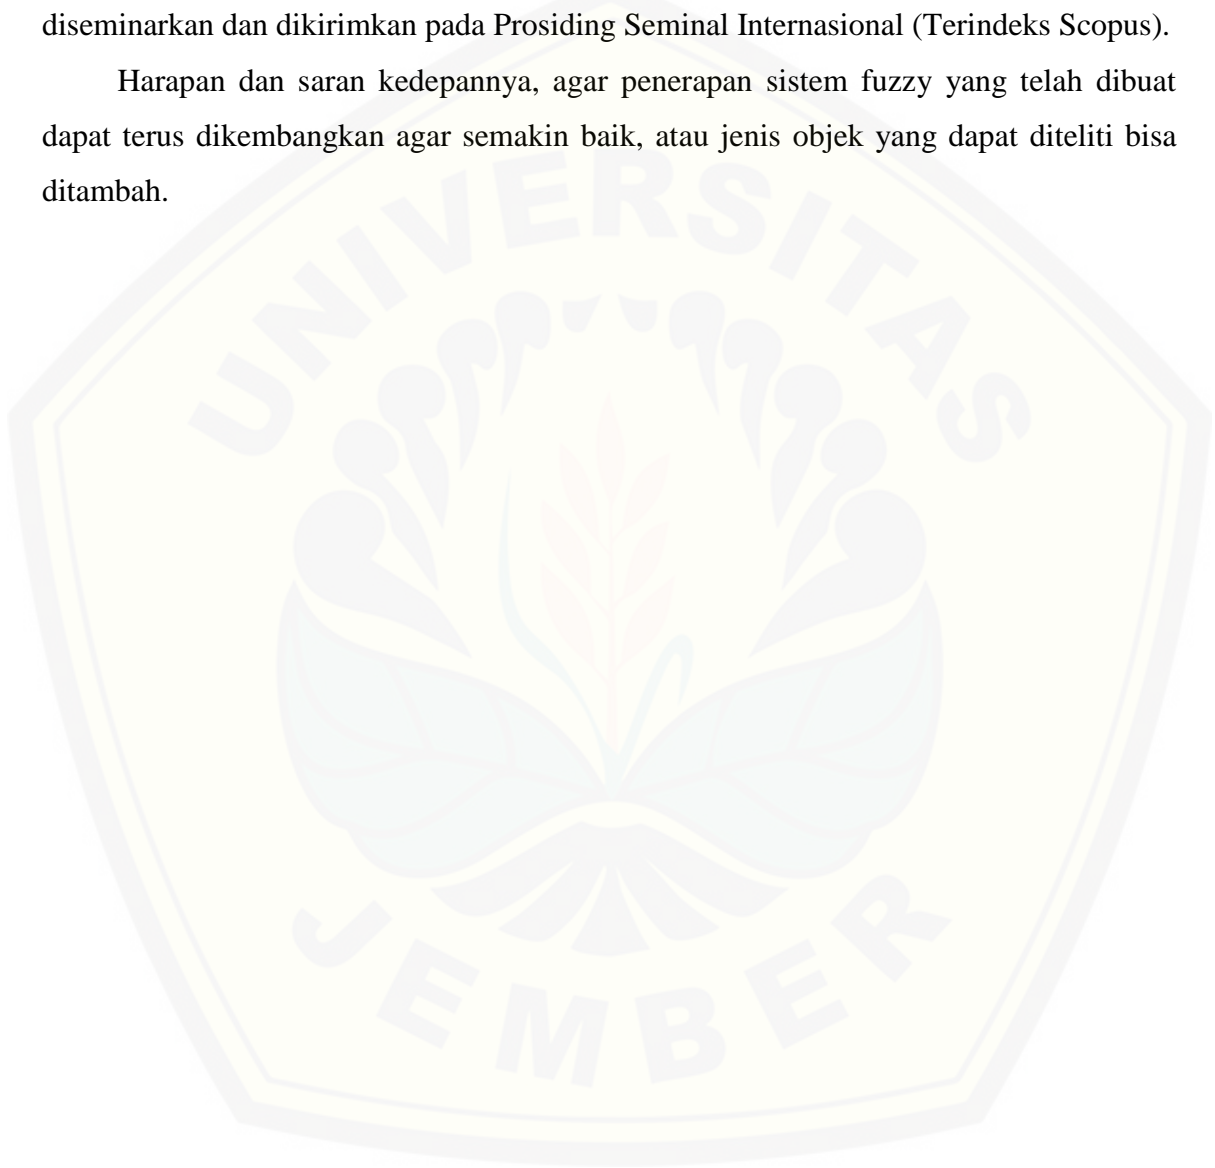 diseminarkan dan dikirimkan pada Prosiding Seminal Internasional (Terindeks Scopus).
Harapan dan saran kedepannya, agar penerapan sistem fuzzy yang telah dibuat
dapat terus dikembangkan agar semakin baik, atau jenis objek yang dapat diteliti bisa
ditambah.
UNIVERSITAS
JEMBER